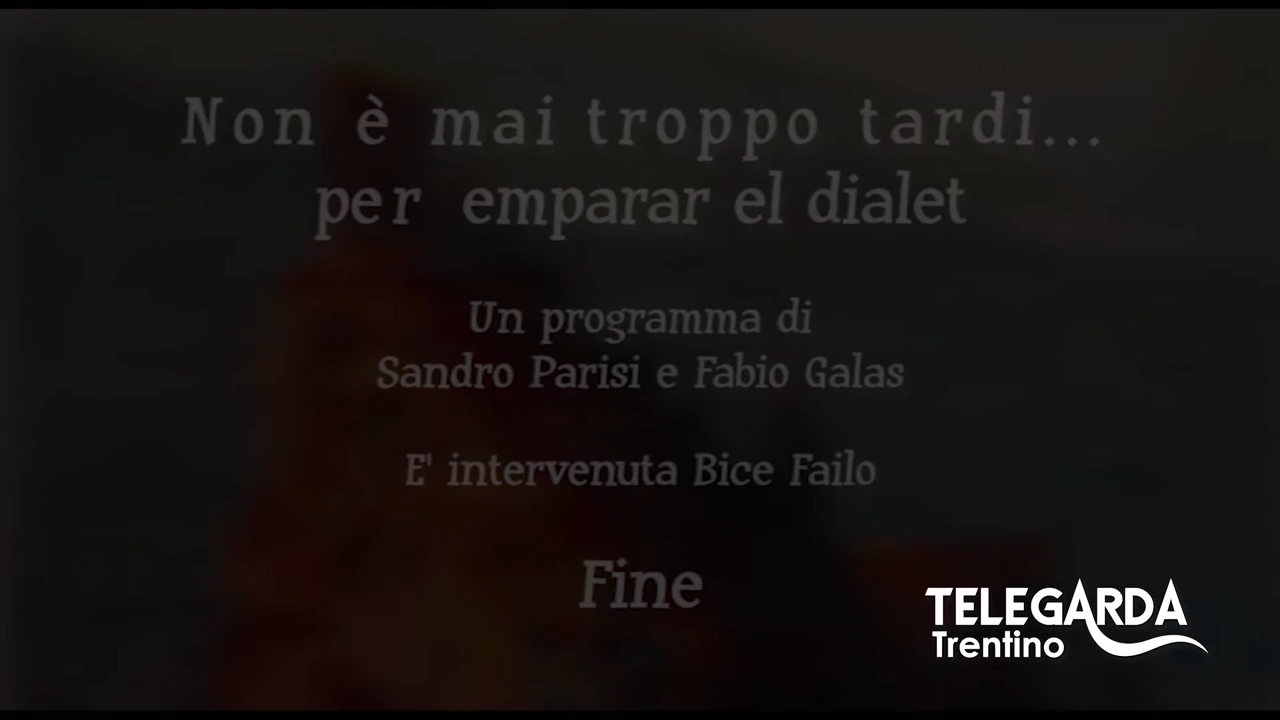 Non è mai troppo tardi...
per emparar el dialet
Un programma di
Sandro Parisi e Fabio Galas
E' intervenuta Bice Failo
Fine
TELEGARDA
Trentino